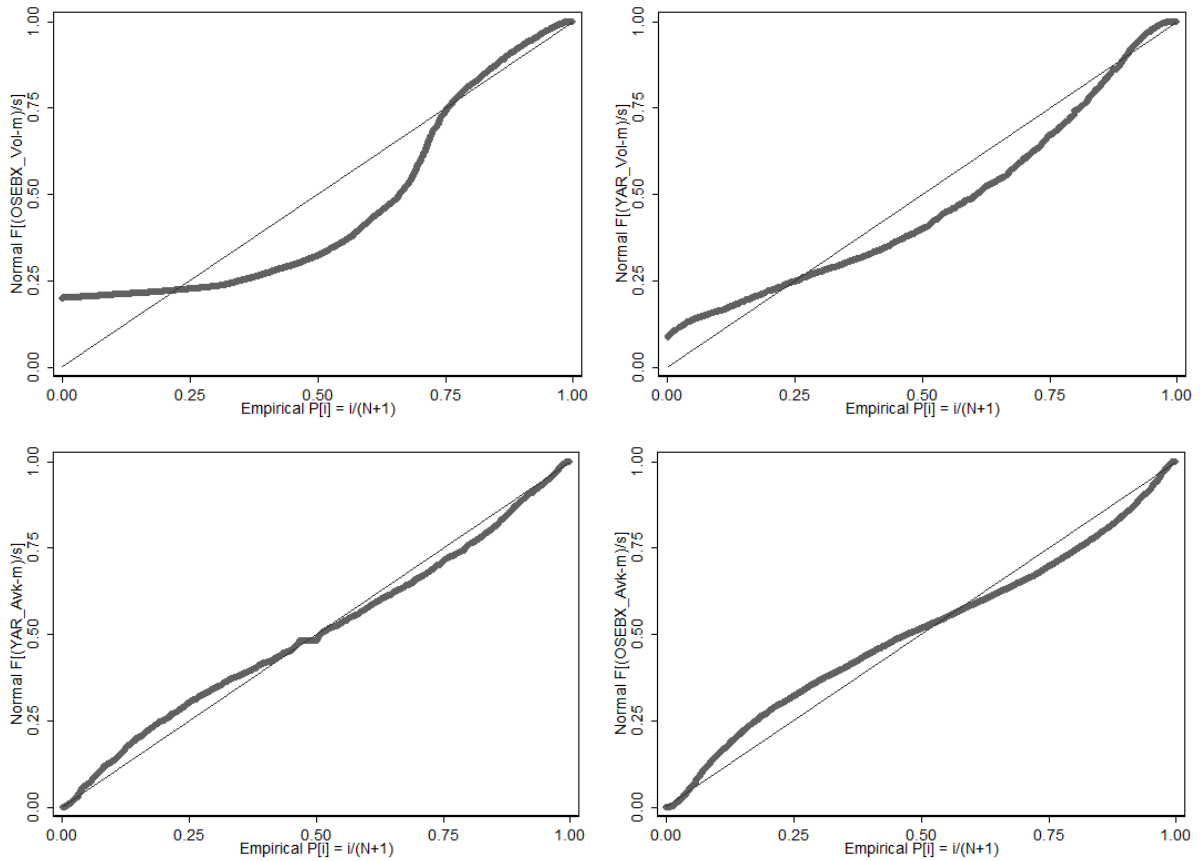 Normal F[(OSEBX_Vol-m)/s]
1.00
0.75
0.50
0.25
0.00
0.00 0.25 0.50 0.75 1.00
Empirical P[i] = i/(N+1)
Normal F[(YAR_Vol-m)/s]
1.00
0.75
0.50
0.25
0.00
0.00 0.25 0.50 0.75 1.00
Empirical P[i] = i/(N+1)
Normal F[(YAR_Avk-m)/s]
1.00
0.75
0.50
0.25
0.00
0.00 0.25 0.50 0.75 1.00
Empirical P[i] = i/(N+1)
Normal F[(OSEBX_Avk-m)/s]
1.00
0.75
0.50
0.25
0.00
0.00 0.25 0.50 0.75 1.00
Empirical P[i] = i/(N+1)